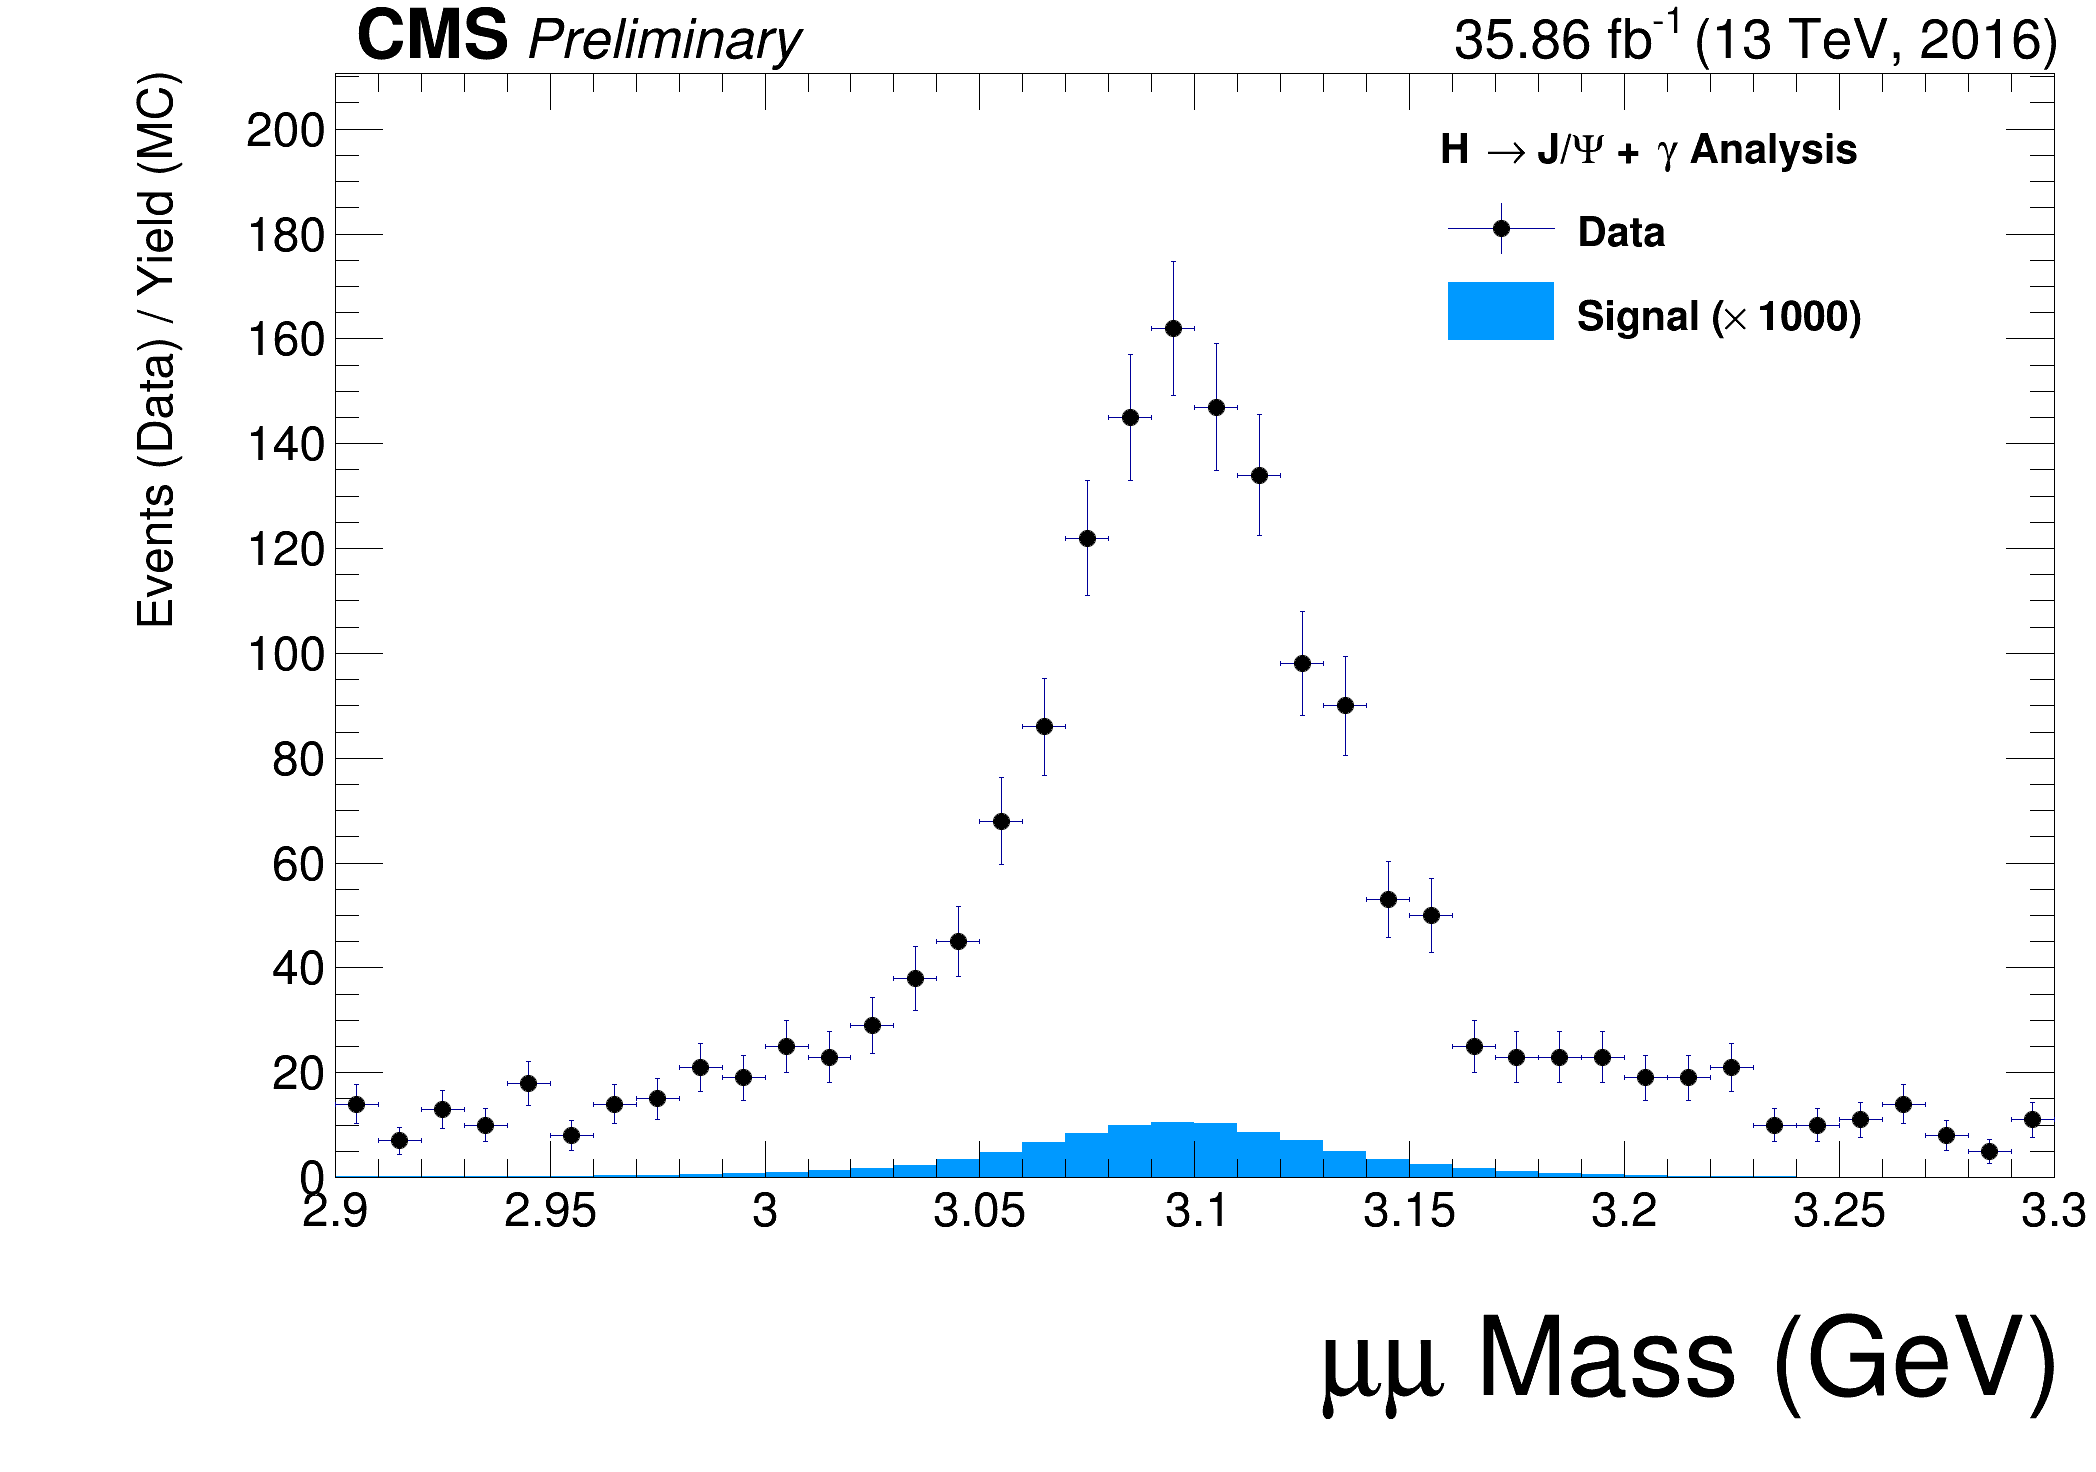 CMS Preliminary
35.86 fb⁻¹ (13 TeV, 2016)
Events (Data) / Yield (MC)
200
180
160
140
120
100
80
60
40
20
0
H → J/Ψ + γ Analysis
Data
Signal (× 1000)
2.9 2.95 3 3.05 3.1 3.15 3.2 3.25 3.3
μμ Mass (GeV)